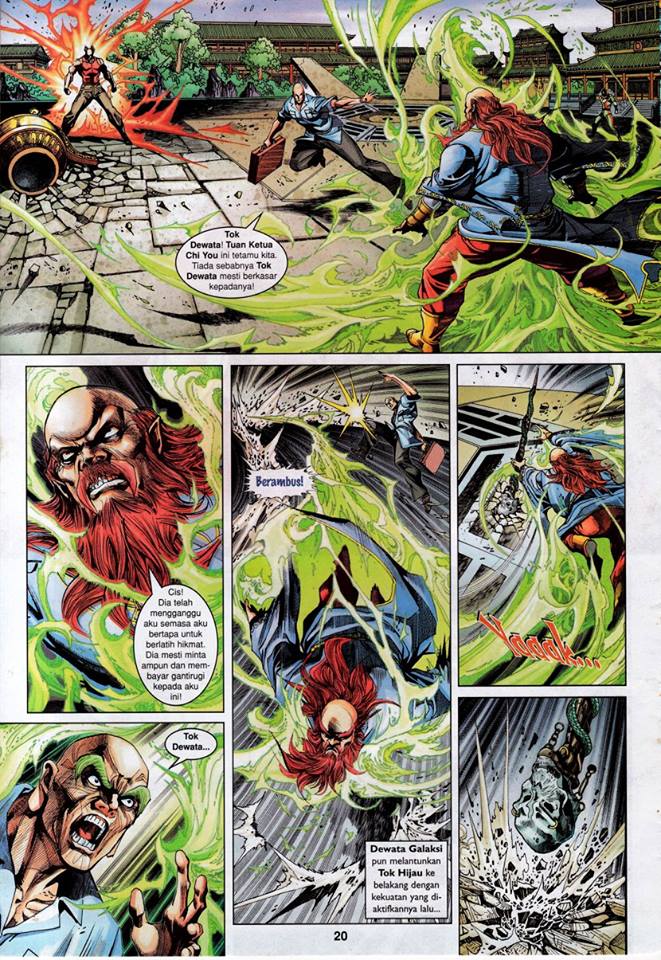 Tok
Dewata! Tuan Ketua
Chi You ini tetamu kita.
Tiada sebabnya Tok
Dewata mesti berkasar
kepadanya!
Cis!
Dia telah
mengganggu
aku semasa aku
bertapa untuk
berlatih hikmat.
Dia mesti minta
ampun dan mem-
bayar gantirugi
kepada aku
ini!
Berambus!
Yaaak...
Tok
Dewata...
Dewata Galaksi
pun melantunkan
Tok Hijau ke
belakang dengan
kekuatan yang di-
aktifkannya lalu...
20